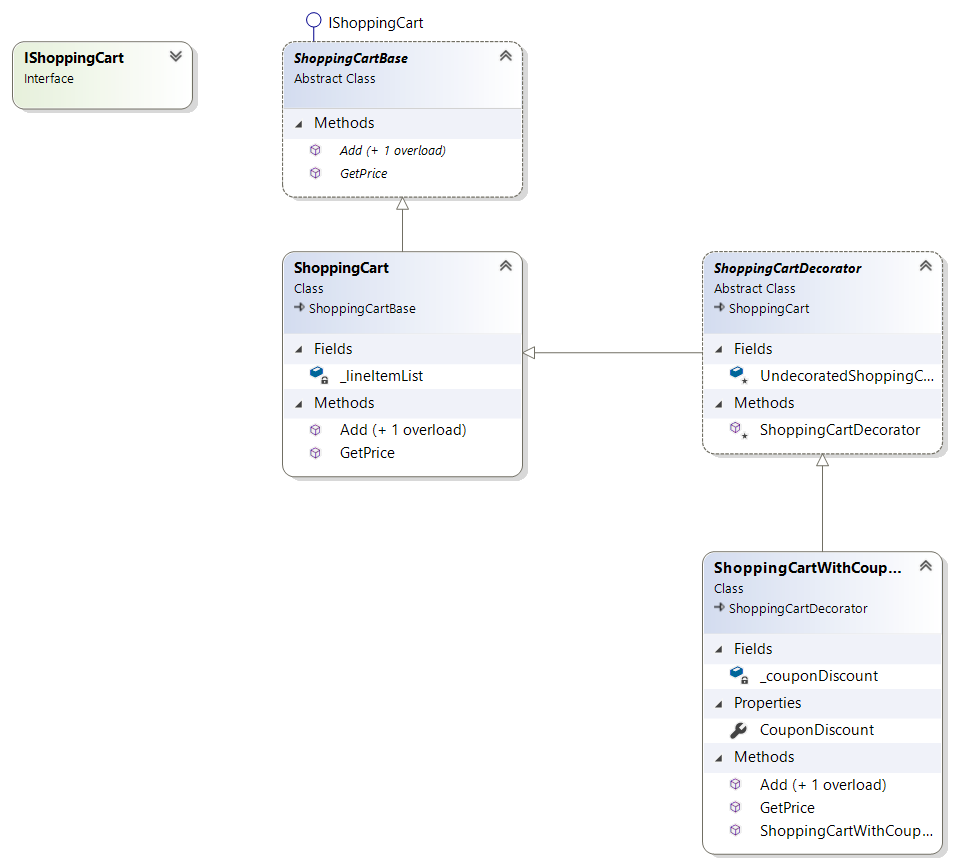 IShoppingCart
Interface
IShoppingCart
ShoppingCartBase
Abstract Class
Methods
Add (+ 1 overload)
GetPrice
ShoppingCart
Class
ShoppingCartBase
Fields
_lineItemList
Methods
Add (+ 1 overload)
GetPrice
ShoppingCartDecorator
Abstract Class
ShoppingCart
Fields
UndecoratedShoppingC...
Methods
ShoppingCartDecorator
ShoppingCartWithCoup...
Class
ShoppingCartDecorator
Fields
_couponDiscount
Properties
CouponDiscount
Methods
Add (+ 1 overload)
GetPrice
ShoppingCartWithCoup...